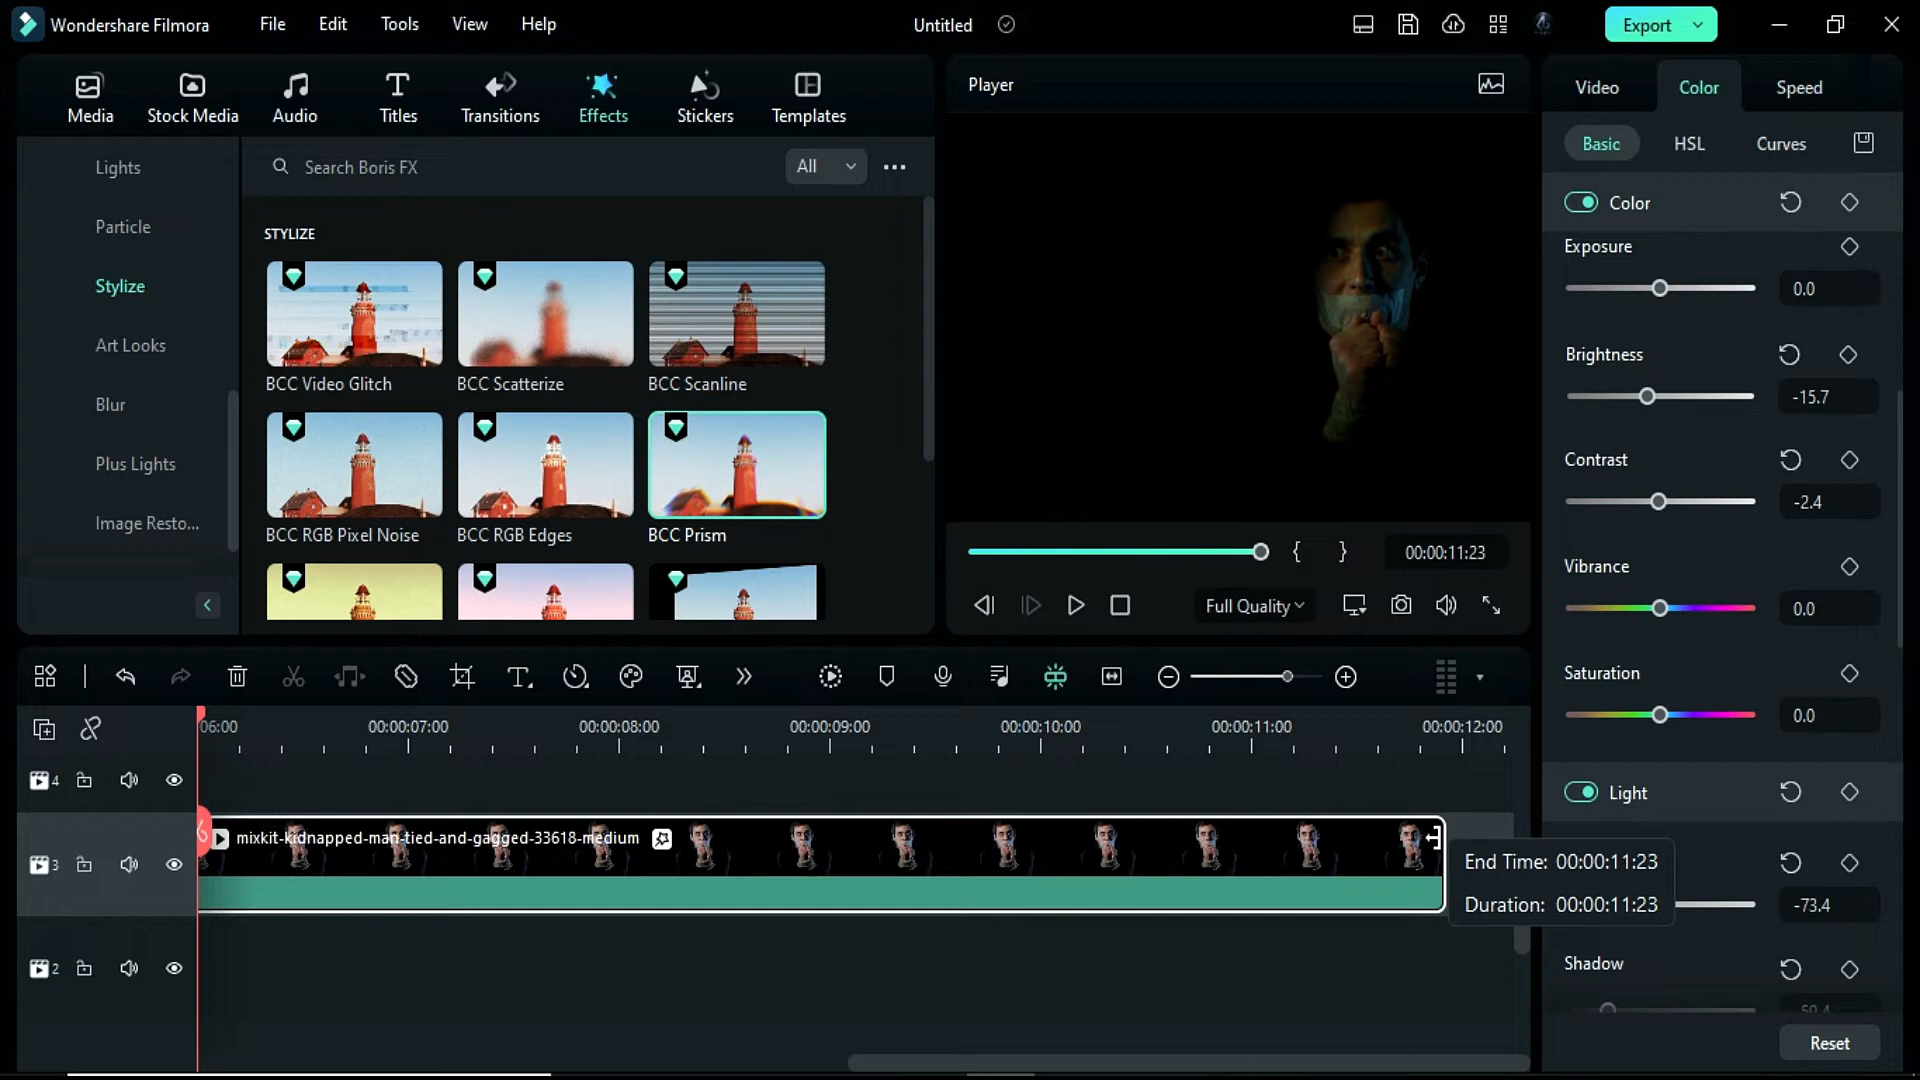 Wondershare Filmora
File
Edit
Tools
View
Help
Untitled
Export
Media
Stock Media
Audio
Titles
Transitions
Effects
Stickers
Templates
Player
Video
Color
Speed
Basic
HSL
Curves
Lights
Particle
Stylize
Art Looks
Blur
Plus Lights
Image Resto...
Search Boris FX
All
STYLIZE
BCC Video Glitch
BCC Scatterize
BCC Scanline
BCC RGB Pixel Noise
BCC RGB Edges
BCC Prism
00:00:11:23
Full Quality
Color
Exposure
0.0
Brightness
-15.7
Contrast
-2.4
Vibrance
0.0
Saturation
0.0
Light
-73.4
Shadow
Reset
06:00
00:00:07:00
00:00:08:00
00:00:09:00
00:00:10:00
00:00:11:00
00:00:12:00
4
3
2
mixkit-kidnapped-man-tied-and-gagged-33618-medium
End Time: 00:00:11:23
Duration: 00:00:11:23